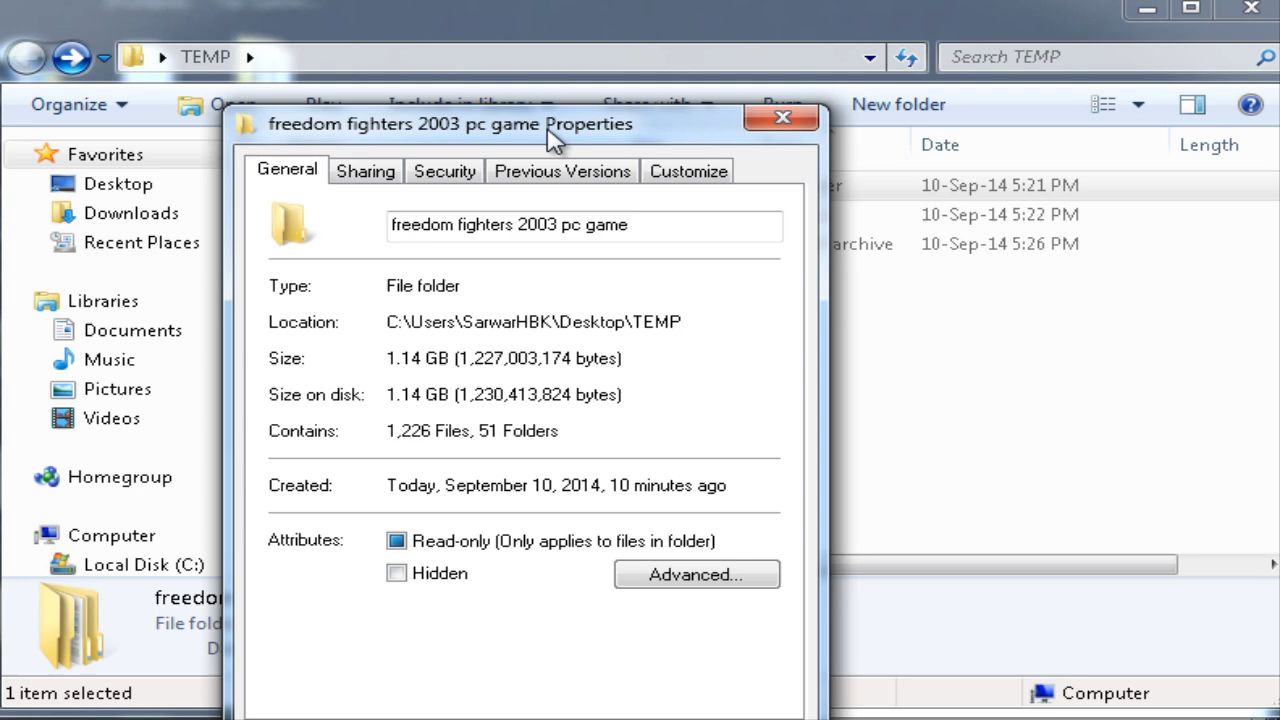 TEMP
Search TEMP
Organize
New folder
freedom fighters 2003 pc game Properties
Favorites
Desktop
Downloads
Recent Places
Libraries
Documents
Music
Pictures
Videos
Homegroup
Computer
Local Disk (C:)
General Sharing Security Previous Versions Customize
freedom fighters 2003 pc game
Type: File folder
Location: C:\Users\SarwarHBK\Desktop\TEMP
Size: 1.14 GB (1,227,003,174 bytes)
Size on disk: 1.14 GB (1,230,413,824 bytes)
Contains: 1,226 Files, 51 Folders
Created: Today, September 10, 2014, 10 minutes ago
Attributes: Read-only (Only applies to files in folder)
Hidden Advanced...
Date Length
10-Sep-14 5:21 PM
10-Sep-14 5:22 PM
archive 10-Sep-14 5:26 PM
1 item selected
Computer